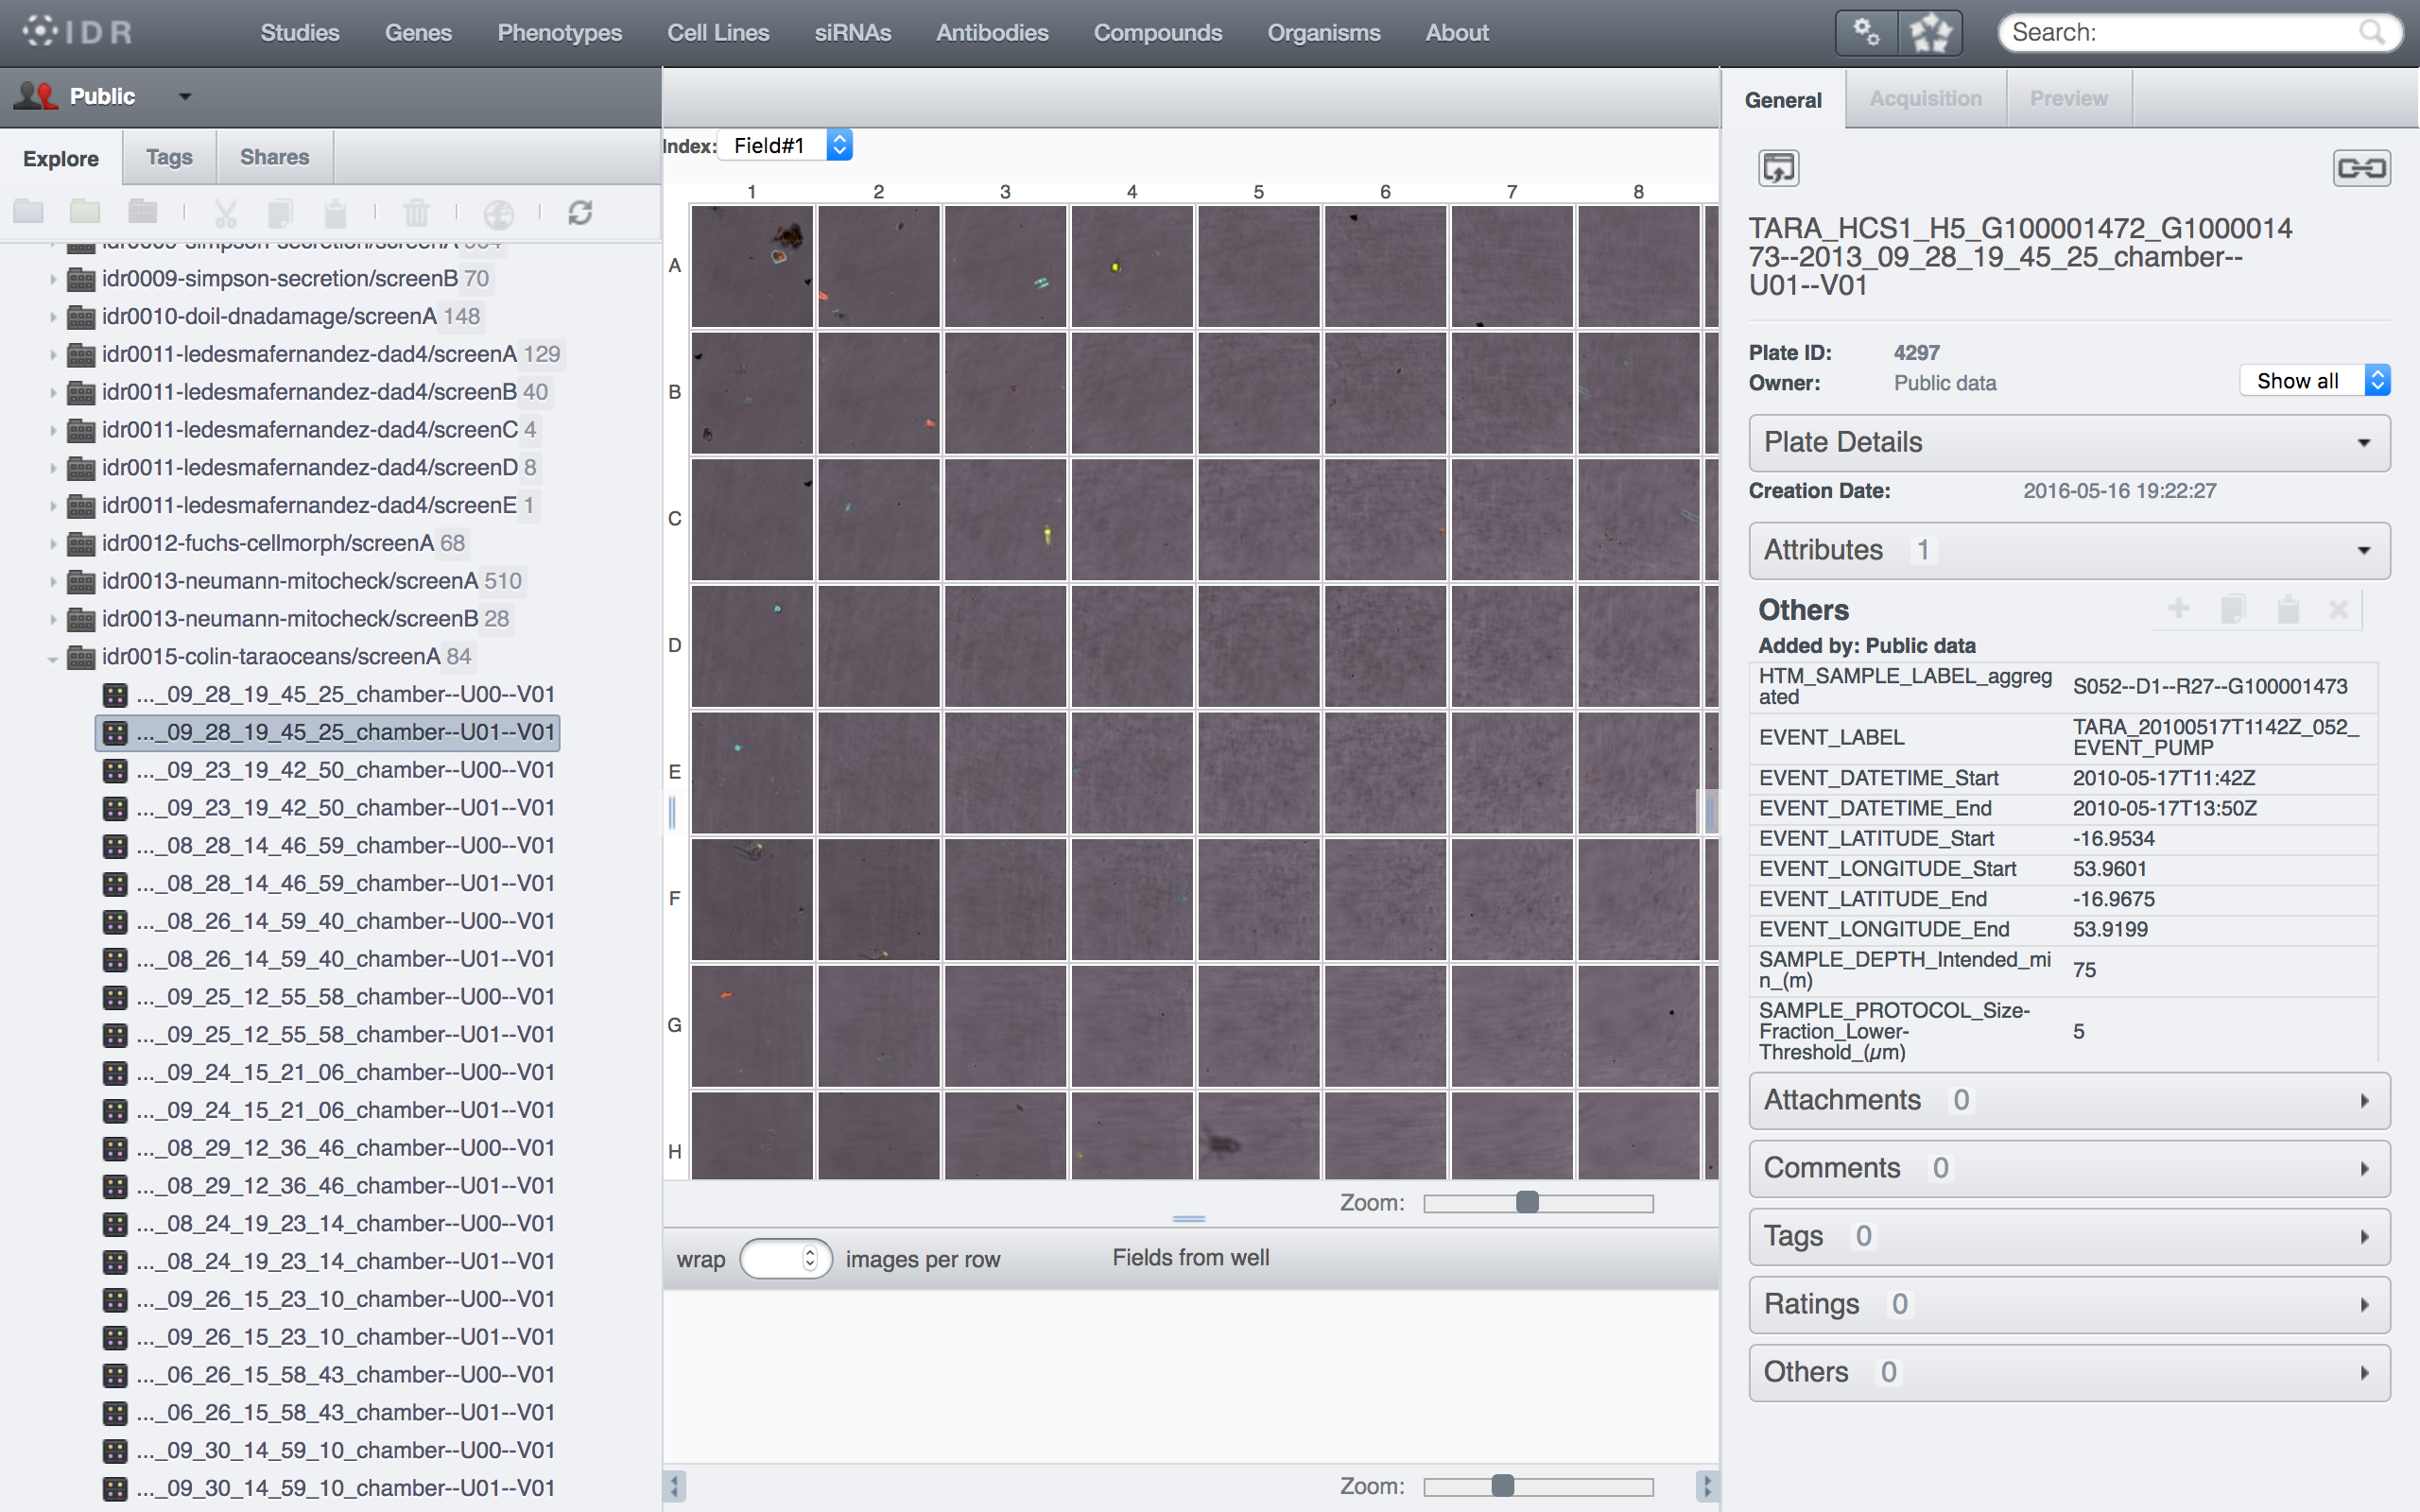 IDR
Studies
Genes
Phenotypes
Cell Lines
siRNAs
Antibodies
Compounds
Organisms
About
Search:
Public
Explore
Tags
Shares
idr0009-simpson-secretion/screenB 70
idr0010-doil-dnadamage/screenA 148
idr0011-ledesmafernandez-dad4/screenA 129
idr0011-ledesmafernandez-dad4/screenB 40
idr0011-ledesmafernandez-dad4/screenC 4
idr0011-ledesmafernandez-dad4/screenD 8
idr0011-ledesmafernandez-dad4/screenE 1
idr0012-fuchs-cellmorph/screenA 68
idr0013-neumann-mitocheck/screenA 510
idr0013-neumann-mitocheck/screenB 28
idr0015-colin-taraoceans/screenA 84
..._09_28_19_45_25_chamber--U00--V01
..._09_28_19_45_25_chamber--U01--V01
..._09_23_19_42_50_chamber--U00--V01
..._09_23_19_42_50_chamber--U01--V01
..._08_28_14_46_59_chamber--U00--V01
..._08_28_14_46_59_chamber--U01--V01
..._08_26_14_59_40_chamber--U00--V01
..._08_26_14_59_40_chamber--U01--V01
..._09_25_12_55_58_chamber--U00--V01
..._09_25_12_55_58_chamber--U01--V01
..._09_24_15_21_06_chamber--U00--V01
..._09_24_15_21_06_chamber--U01--V01
..._08_29_12_36_46_chamber--U00--V01
..._08_29_12_36_46_chamber--U01--V01
..._08_24_19_23_14_chamber--U00--V01
..._08_24_19_23_14_chamber--U01--V01
..._09_26_15_23_10_chamber--U00--V01
..._09_26_15_23_10_chamber--U01--V01
..._06_26_15_58_43_chamber--U00--V01
..._06_26_15_58_43_chamber--U01--V01
..._09_30_14_59_10_chamber--U00--V01
..._09_30_14_59_10_chamber--U01--V01
Index: Field#1
1 2 3 4 5 6 7 8
A
B
C
D
E
F
G
H
Zoom:
wrap images per row
Fields from well
Zoom:
General
Acquisition
Preview
TARA_HCS1_H5_G100001472_G1000014
73--2013_09_28_19_45_25_chamber--
U01--V01
Plate ID: 4297
Owner: Public data
Show all
Plate Details
Creation Date: 2016-05-16 19:22:27
Attributes 1
Others
Added by: Public data
HTM_SAMPLE_LABEL_aggreg
ated
S052--D1--R27--G100001473
EVENT_LABEL
TARA_20100517T1142Z_052_
EVENT_PUMP
EVENT_DATETIME_Start 2010-05-17T11:42Z
EVENT_DATETIME_End 2010-05-17T13:50Z
EVENT_LATITUDE_Start -16.9534
EVENT_LONGITUDE_Start 53.9601
EVENT_LATITUDE_End -16.9675
EVENT_LONGITUDE_End 53.9199
SAMPLE_DEPTH_Intended_mi
n_(m)
75
SAMPLE_PROTOCOL_Size-
Fraction_Lower-
Threshold_(µm)
5
Attachments 0
Comments 0
Tags 0
Ratings 0
Others 0